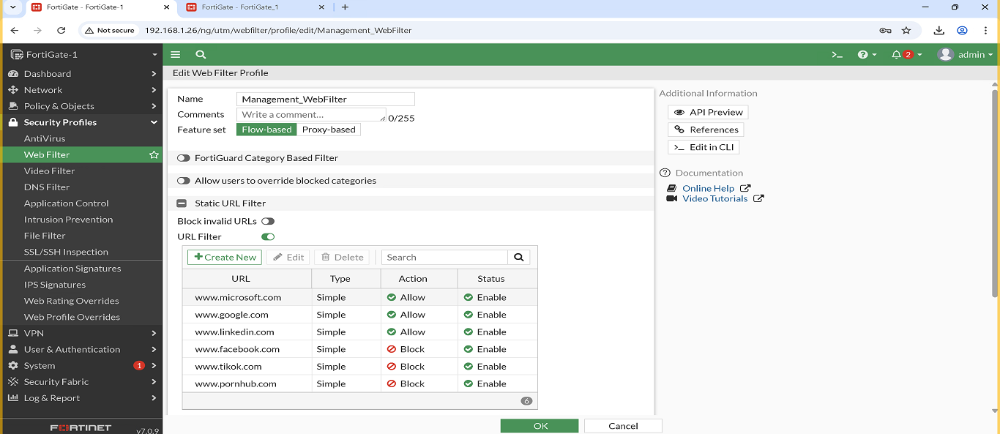 FortiGate - FortiGate-1
FortiGate - FortiGate_1
Not secure 192.168.1.26/ng/utm/webfilter/profile/edit/Management_WebFilter
FortiGate-1
Dashboard
Network
Policy & Objects
Security Profiles
AntiVirus
Web Filter
Video Filter
DNS Filter
Application Control
Intrusion Prevention
File Filter
SSL/SSH Inspection
Application Signatures
IPS Signatures
Web Rating Overrides
Web Profile Overrides
VPN
User & Authentication
System 1
Security Fabric
Log & Report
FORTINET v7.0.9
>_ ? 2 admin
Edit Web Filter Profile
Name Management_WebFilter
Comments Write a comment... 0/255
Feature set Flow-based Proxy-based
FortiGuard Category Based Filter
Allow users to override blocked categories
Static URL Filter
Block invalid URLs
URL Filter
+Create New Edit Delete Search
URL Type Action Status
www.microsoft.com Simple Allow Enable
www.google.com Simple Allow Enable
www.linkedin.com Simple Allow Enable
www.facebook.com Simple Block Enable
www.tikok.com Simple Block Enable
www.pornhub.com Simple Block Enable
6
OK Cancel
Additional Information
API Preview
References
>_ Edit in CLI
? Documentation
Online Help
Video Tutorials